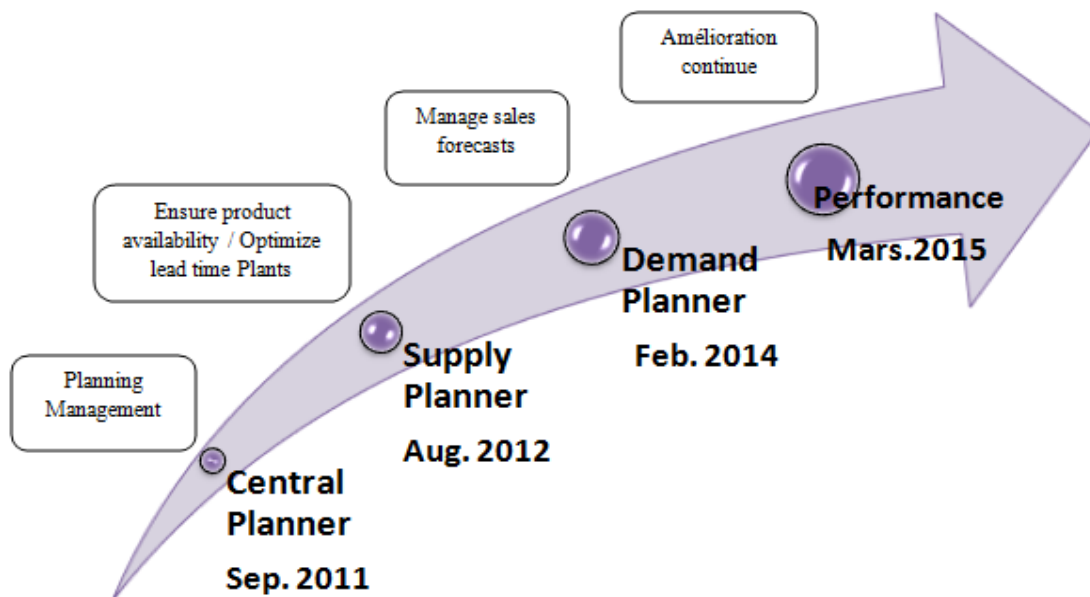 Amélioration
continue
Manage sales
forecasts
Ensure product
availability / Optimize
lead time Plants
Planning
Management
Performance
Mars.2015
Demand
Planner
Feb. 2014
Supply
Planner
Aug. 2012
Central
Planner
Sep. 2011